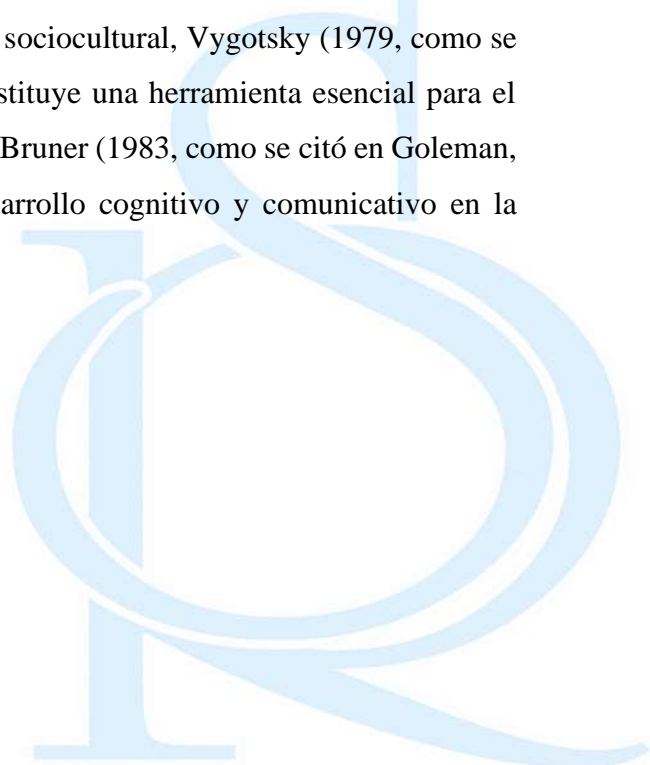 sociocultural, Vygotsky (1979, como se
stituye una herramienta esencial para el
Bruner (1983, como se citó en Goleman,
arrollo cognitivo y comunicativo en la